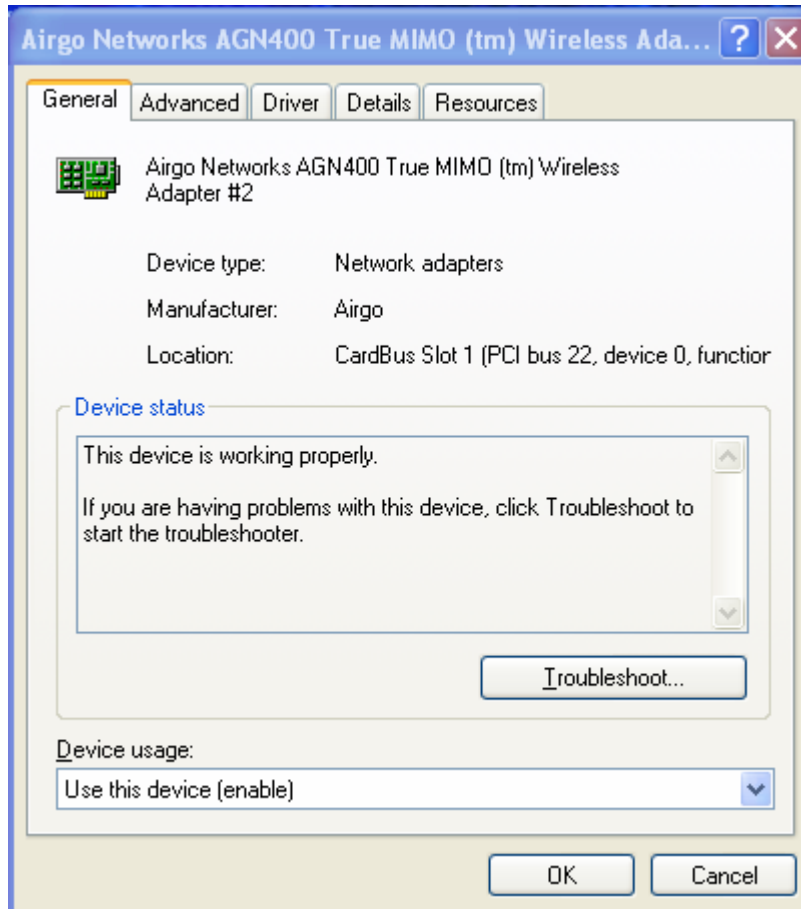 Airgo Networks AGN400 True MIMO (tm) Wireless Ada...
General Advanced Driver Details Resources
Airgo Networks AGN400 True MIMO (tm) Wireless
Adapter #2
Device type: Network adapters
Manufacturer: Airgo
Location: CardBus Slot 1 (PCI bus 22, device 0, function
Device status
This device is working properly.
If you are having problems with this device, click Troubleshoot to
start the troubleshooter.
Troubleshoot...
Device usage:
Use this device (enable)
OK Cancel